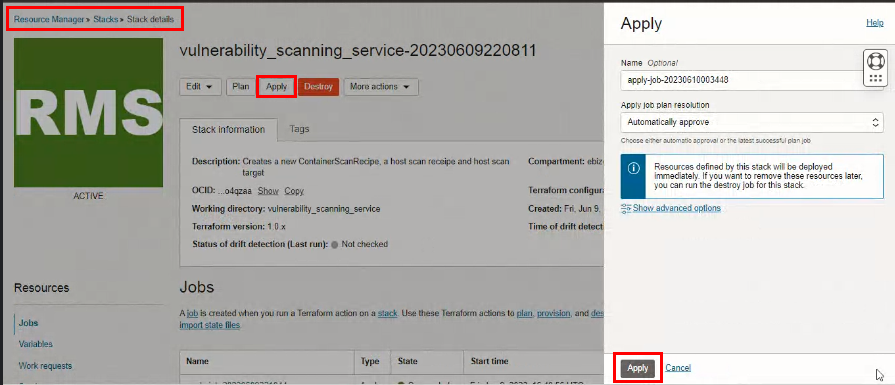 Resource Manager » Stacks » Stack details
RMS
ACTIVE
vulnerability_scanning_service-20230609220811
Edit Plan Apply Destroy More actions
Stack information Tags
Description: Creates a new ContainerScanRecipe, a host scan receipe and host scan
target
OCID: ...o4qzaa Show Copy
Working directory: vulnerability_scanning_service
Terraform version: 1.0.x
Status of drift detection (Last run): Not checked
Compartment: ebiz
Terraform configura
Created: Fri, Jun 9,
Time of drift detect
Resources
Jobs
Variables
Work requests
Jobs
A job is created when you run a Terraform action on a stack. Use these Terraform actions to plan, provision, and des
import state files.
Name Type State Start time
Apply
Help
Name Optional
apply-job-20230610003448
Apply job plan resolution
Automatically approve
Choose either automatic approval or the latest successful plan job
Resources defined by this stack will be deployed
immediately. If you want to remove these resources later,
you can run the destroy job for this stack.
Show advanced options
Apply Cancel